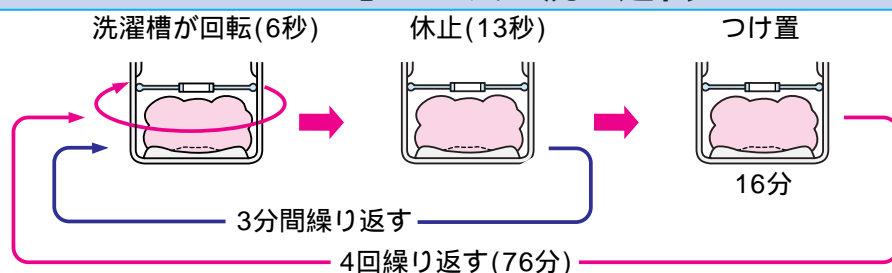 洗濯槽が回転(6秒)
休止(13秒)
つけ置
16分
3分間繰り返す
4回繰り返す(76分)